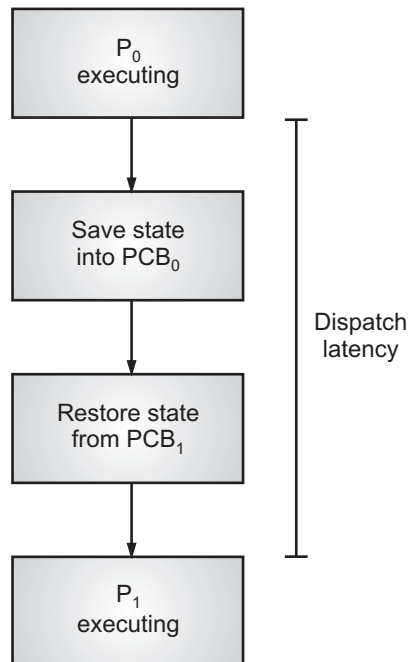 P₀
executing
Save state
into PCB₀
Dispatch
latency
Restore state
from PCB₁
P₁
executing